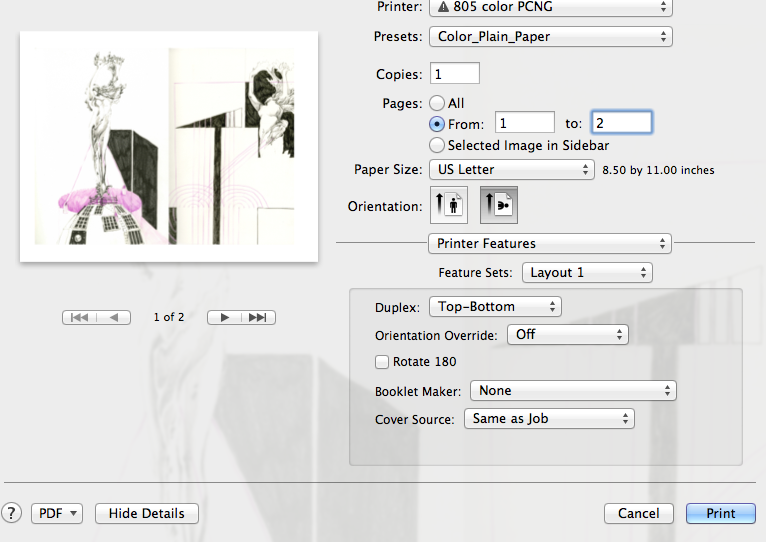 Printer: 805 color PCNG
Presets: Color_Plain_Paper
Copies: 1
Pages: All
From: 1 to: 2
Selected Image in Sidebar
Paper Size: US Letter 8.50 by 11.00 inches
Orientation:
Printer Features
Feature Sets: Layout 1
1 of 2
Duplex: Top-Bottom
Orientation Override: Off
Rotate 180
Booklet Maker: None
Cover Source: Same as Job
? PDF Hide Details Cancel Print